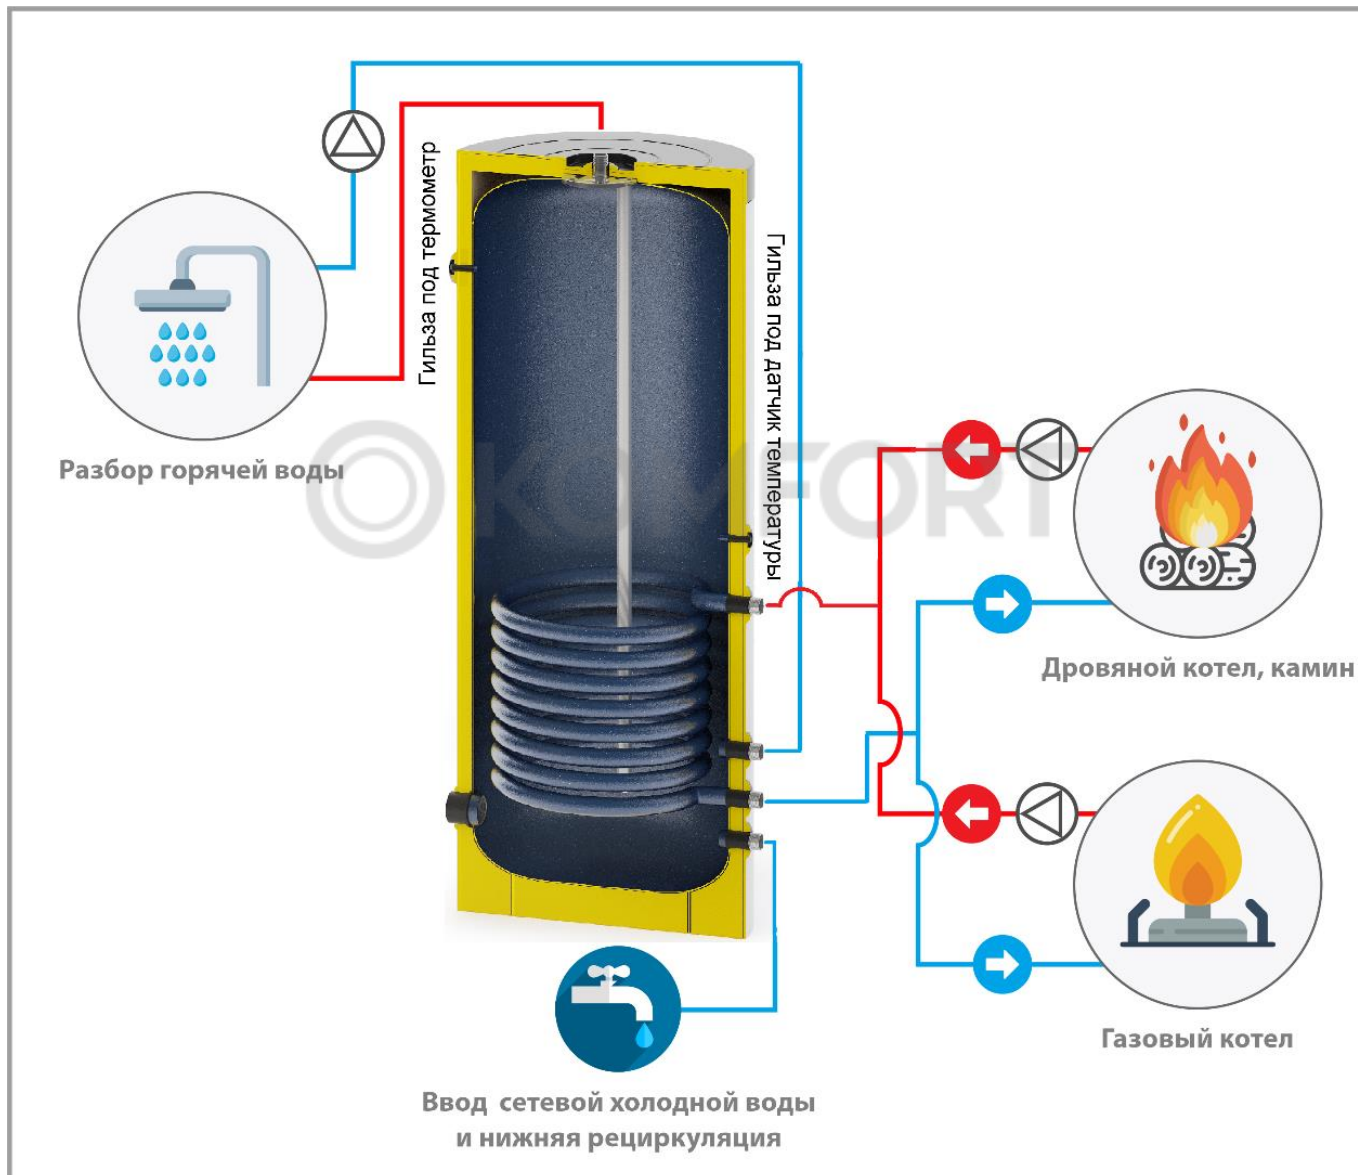 Гильза под термометр
Гильза под датчик температуры
Разбор горячей воды
KOMFORT
Дровяной котел, камин
Газовый котел
Ввод сетевой холодной воды
и нижняя рециркуляция